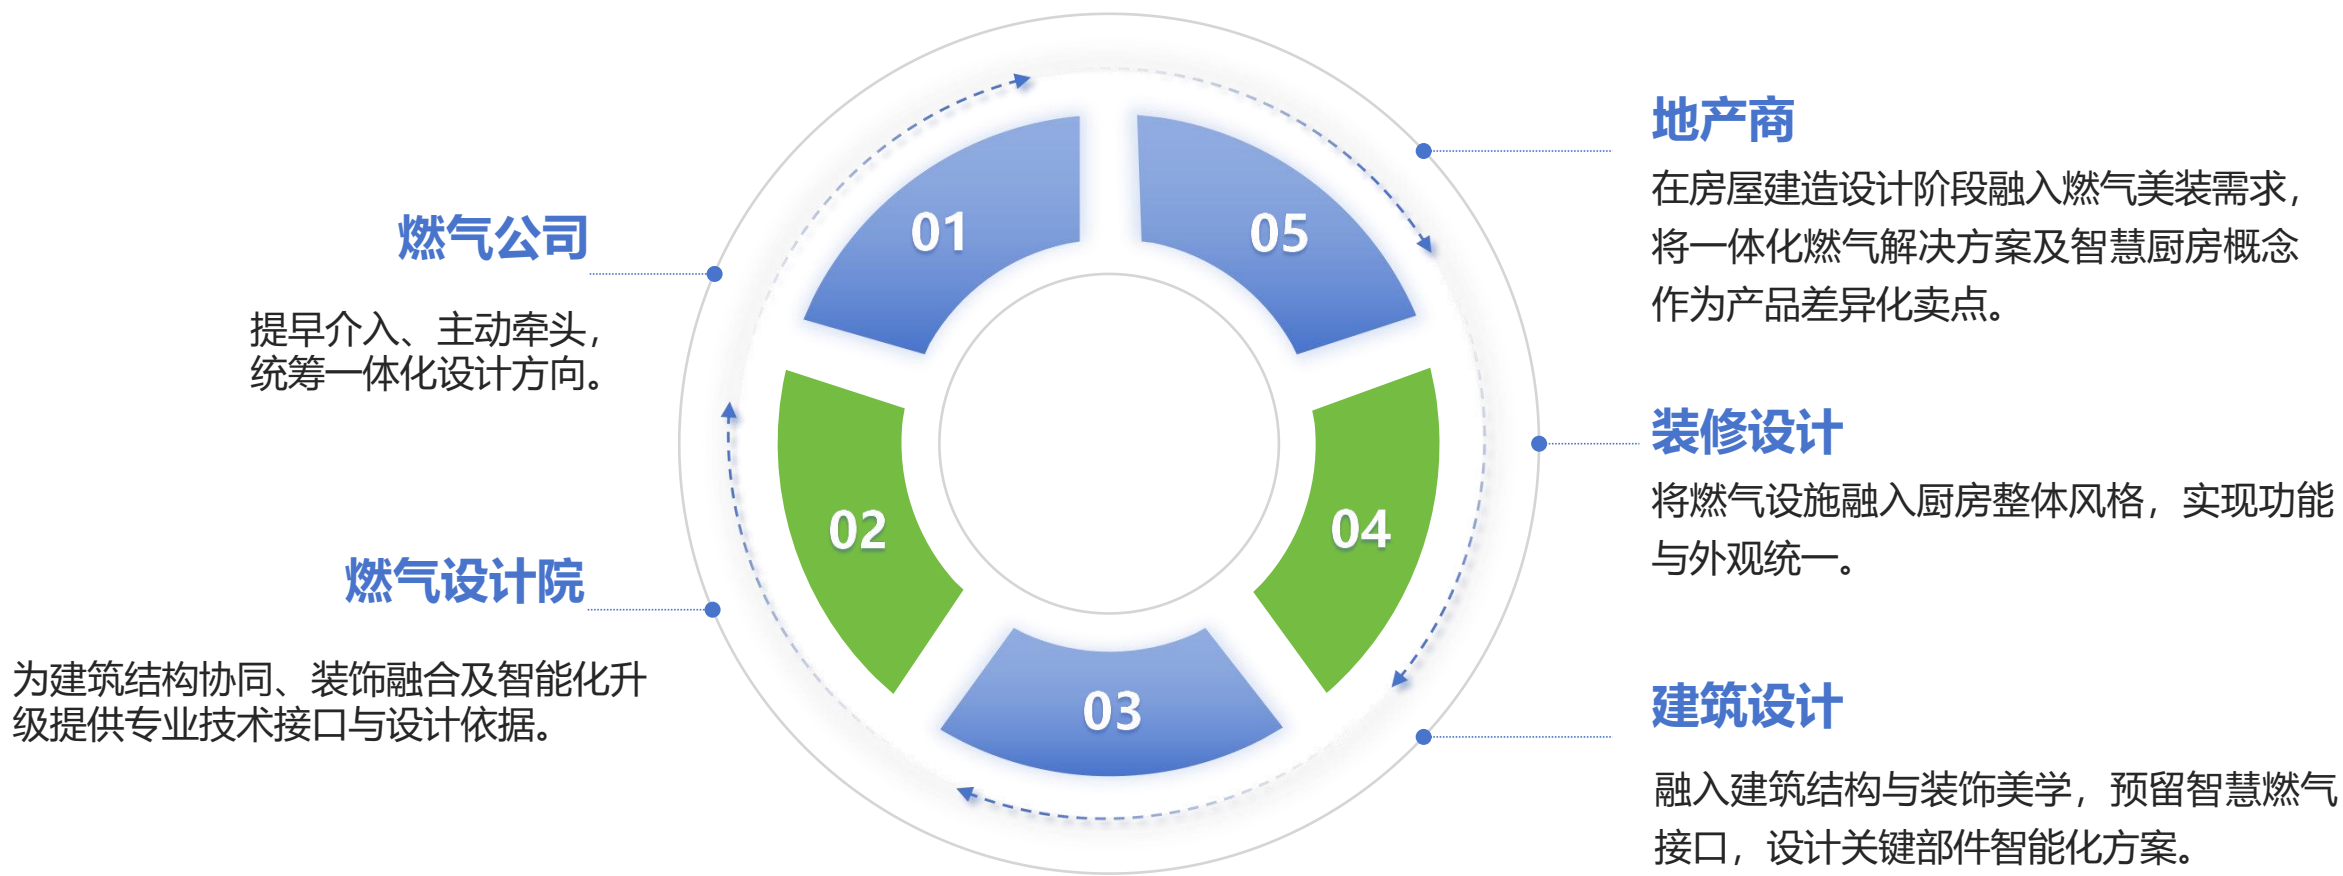 燃气公司
提早介入、主动牵头，
统筹一体化设计方向。
燃气设计院
为建筑结构协同、装饰融合及智能化升
级提供专业技术接口与设计依据。
01
02
03
04
05
地产商
在房屋建造设计阶段融入燃气美装需求，
将一体化燃气解决方案及智慧厨房概念
作为产品差异化卖点。
装修设计
将燃气设施融入厨房整体风格，实现功能
与外观统一。
建筑设计
融入建筑结构与装饰美学，预留智慧燃气
接口，设计关键部件智能化方案。